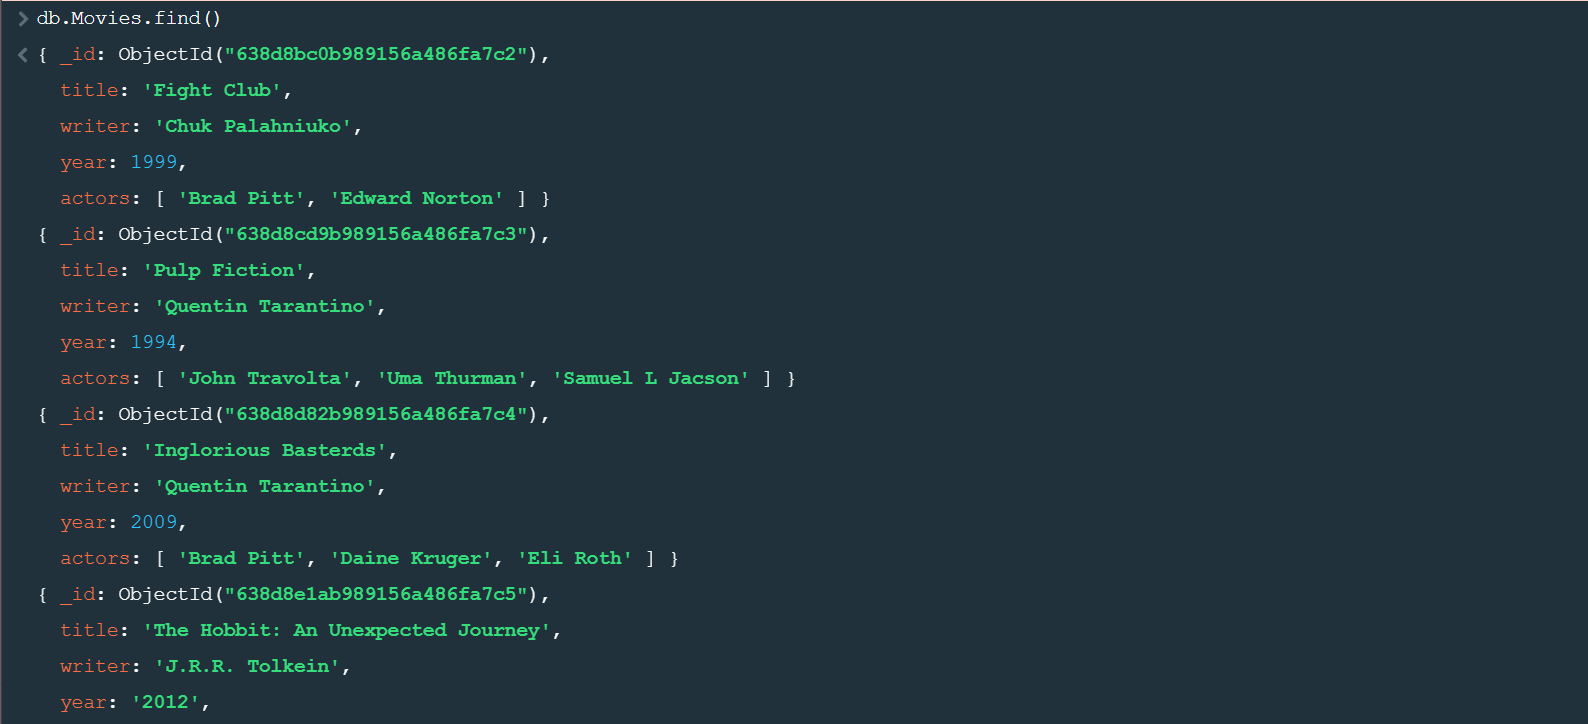 db.Movies.find()
{ _id: ObjectId("638d8bc0b989156a486fa7c2"),
title: 'Fight Club',
writer: 'Chuk Palahniuko',
year: 1999,
actors: [ 'Brad Pitt', 'Edward Norton' ] }
{ _id: ObjectId("638d8cd9b989156a486fa7c3"),
title: 'Pulp Fiction',
writer: 'Quentin Tarantino',
year: 1994,
actors: [ 'John Travolta', 'Uma Thurman', 'Samuel L Jacson' ] }
{ _id: ObjectId("638d8d82b989156a486fa7c4"),
title: 'Inglorious Basterds',
writer: 'Quentin Tarantino',
year: 2009,
actors: [ 'Brad Pitt', 'Daine Kruger', 'Eli Roth' ] }
{ _id: ObjectId("638d8e1ab989156a486fa7c5"),
title: 'The Hobbit: An Unexpected Journey',
writer: 'J.R.R. Tolkein',
year: '2012',